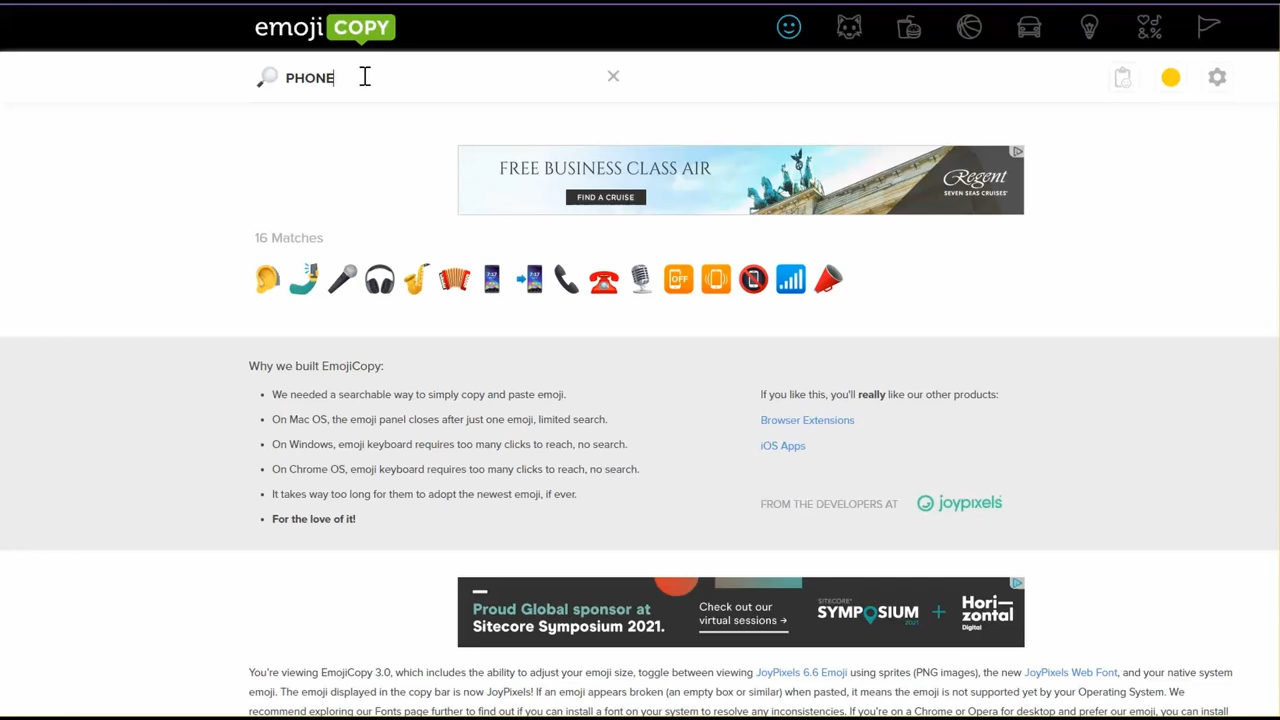 emoji COPY
PHONE
FREE BUSINESS CLASS AIR
FIND A CRUISE
Regent
SEVEN SEAS CRUISES
16 Matches
OFF
Why we built EmojiCopy:
We needed a searchable way to simply copy and paste emoji.
On Mac OS, the emoji panel closes after just one emoji, limited search.
On Windows, emoji keyboard requires too many clicks to reach, no search.
On Chrome OS, emoji keyboard requires too many clicks to reach, no search.
It takes way too long for them to adopt the newest emoji, if ever.
For the love of it!
If you like this, you'll really like our other products:
Browser Extensions
iOS Apps
FROM THE DEVELOPERS AT joypixels
Proud Global sponsor at
Sitecore Symposium 2021.
Check out our
virtual sessions →
SITECORE
SYMPOSIUM
2021
+
Hori—
zontal
Digital
You're viewing EmojiCopy 3.0, which includes the ability to adjust your emoji size, toggle between viewing JoyPixels 6.6 Emoji using sprites (PNG images), the new JoyPixels Web Font, and your native system
emoji. The emoji displayed in the copy bar is now JoyPixels! If an emoji appears broken (an empty box or similar) when pasted, it means the emoji is not supported yet by your Operating System. We
recommend exploring our Fonts page further to find out if you can install a font on your system to resolve any inconsistencies. If you're on a Chrome or Opera for desktop and prefer our emoji, you can install